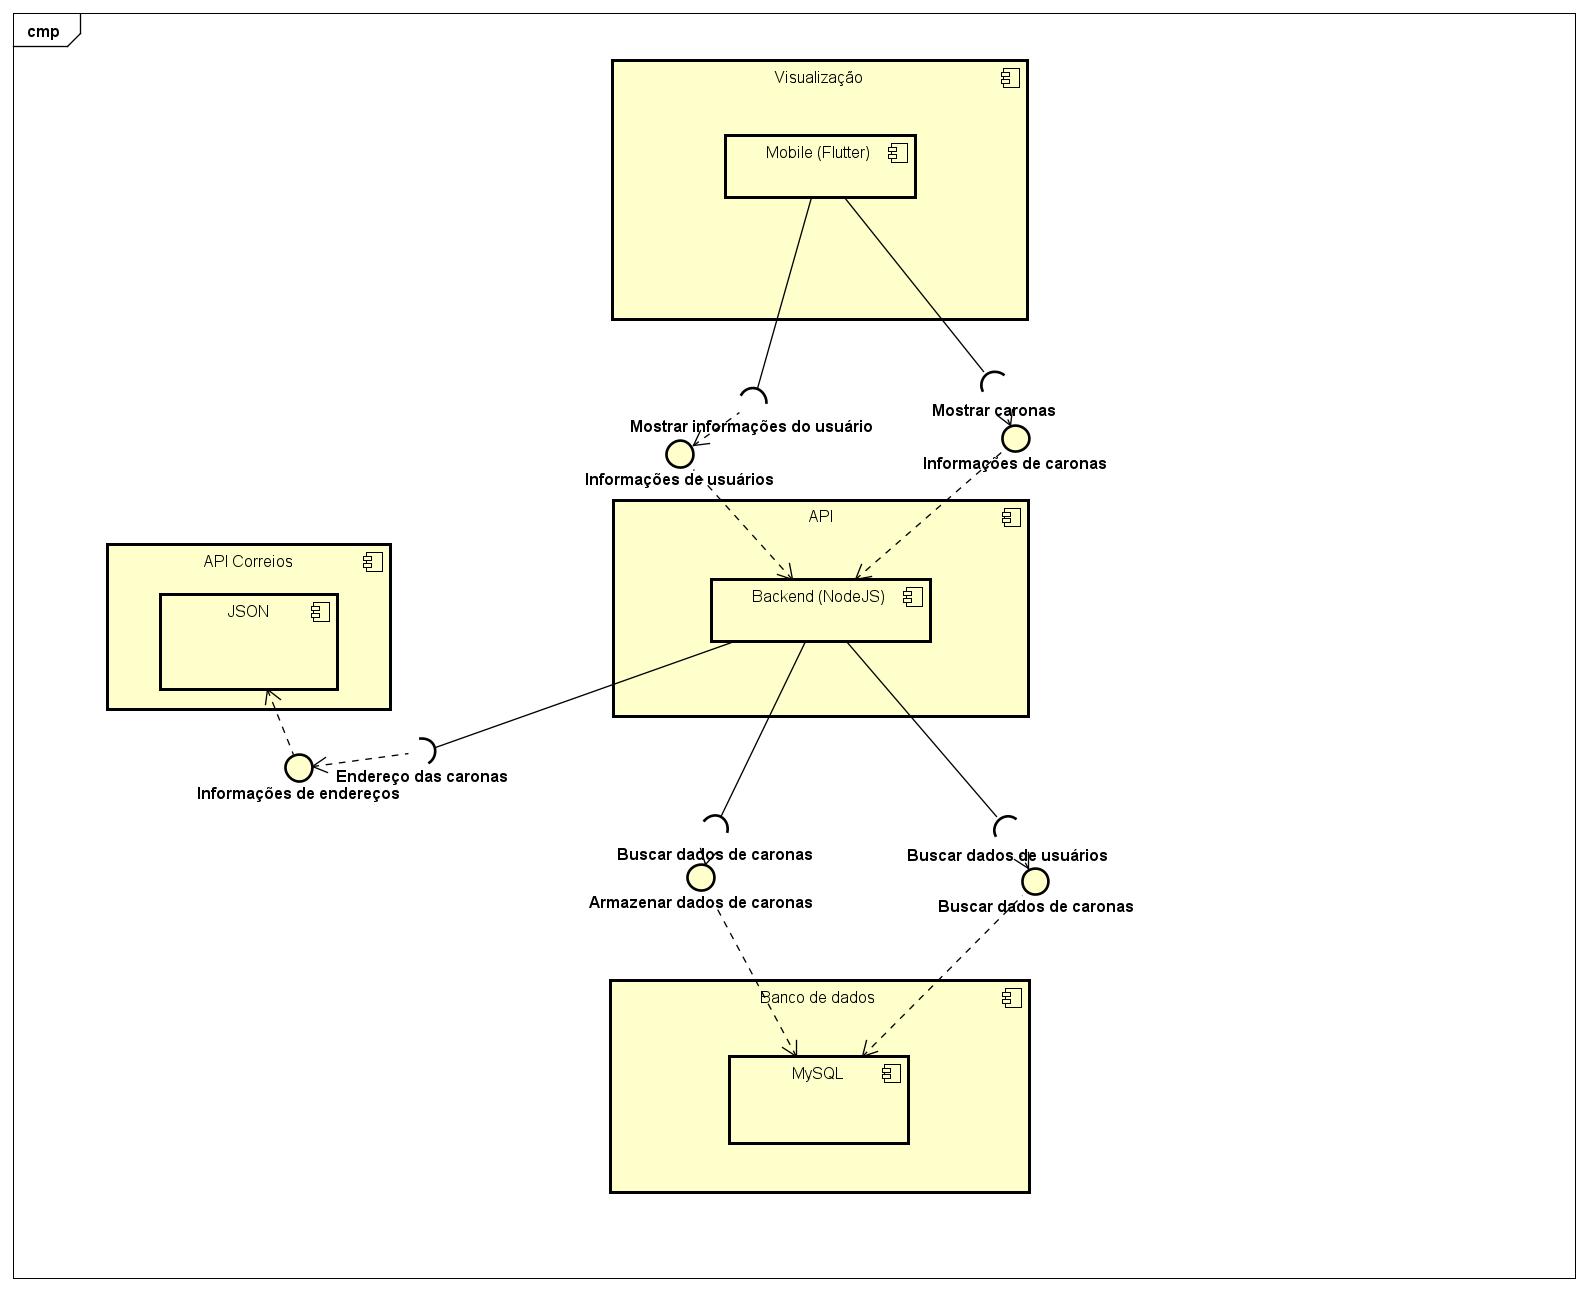 cmp
Visualização
Mobile (Flutter)
Mostrar caronas
Mostrar informações do usuário
Informações de caronas
Informações de usuários
API
API Correios
Backend (NodeJS)
JSON
Endereço das caronas
Informações de endereços
Buscar dados de caronas
Buscar dados de usuários
Armazenar dados de caronas
Buscar dados de caronas
Banco de dados
MySQL